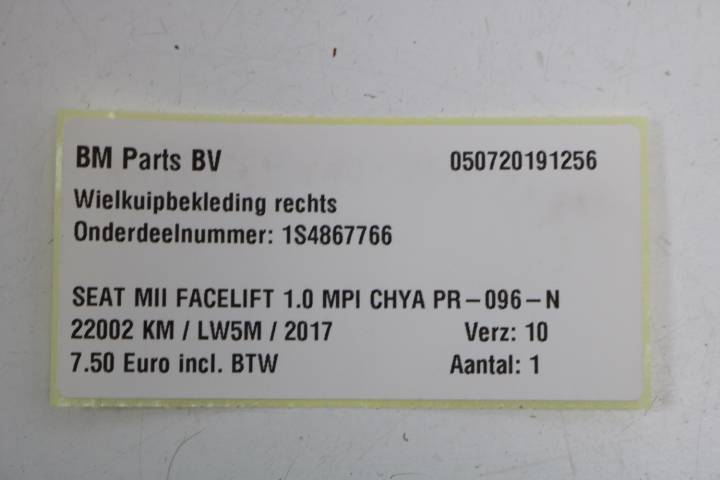 BM Parts BV 050720191256
Wielkuipbekleding rechts
Onderdeelnummer: 1S4867766
SEAT MII FACELIFT 1.0 MPI CHYA PR-096-N
22002 KM / LW5M / 2017 Verz: 10
7.50 Euro incl. BTW Aantal: 1